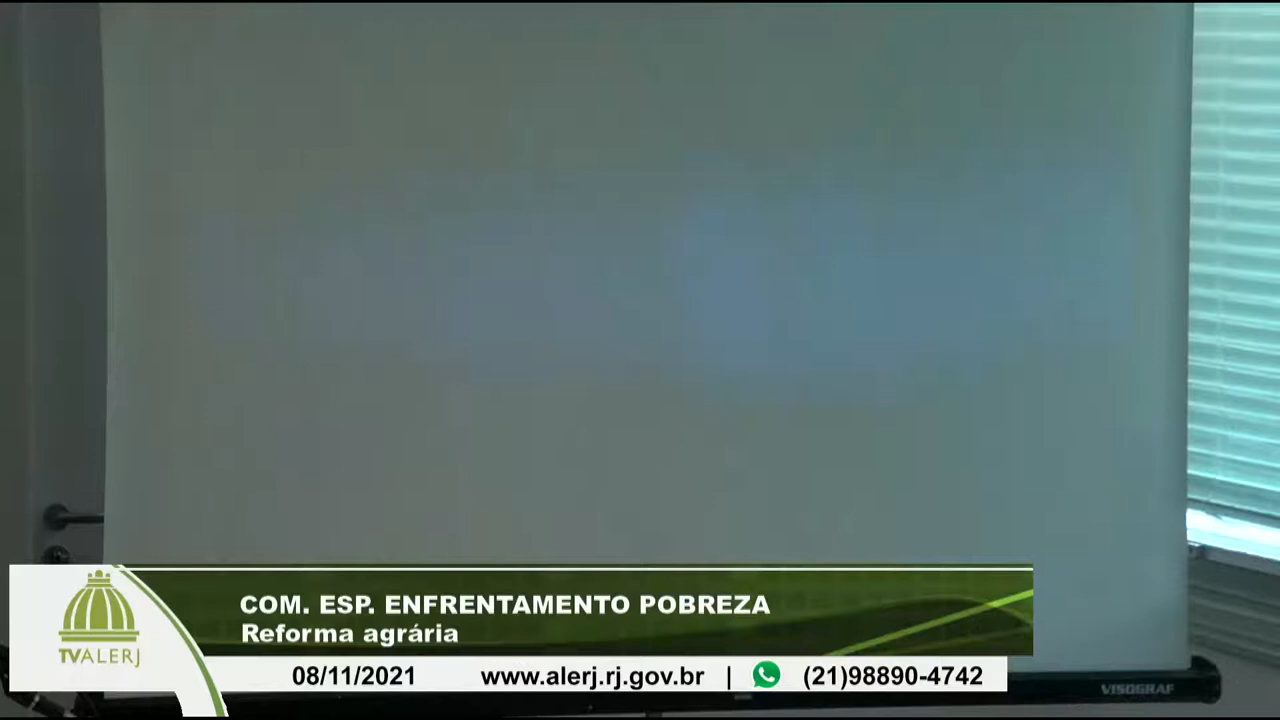 COM. ESP. ENFRENTAMENTO POBREZA
Reforma agrária
TVALERJ
08/11/2021 www.alerj.rj.gov.br | (21)98890-4742
VISOGRAF